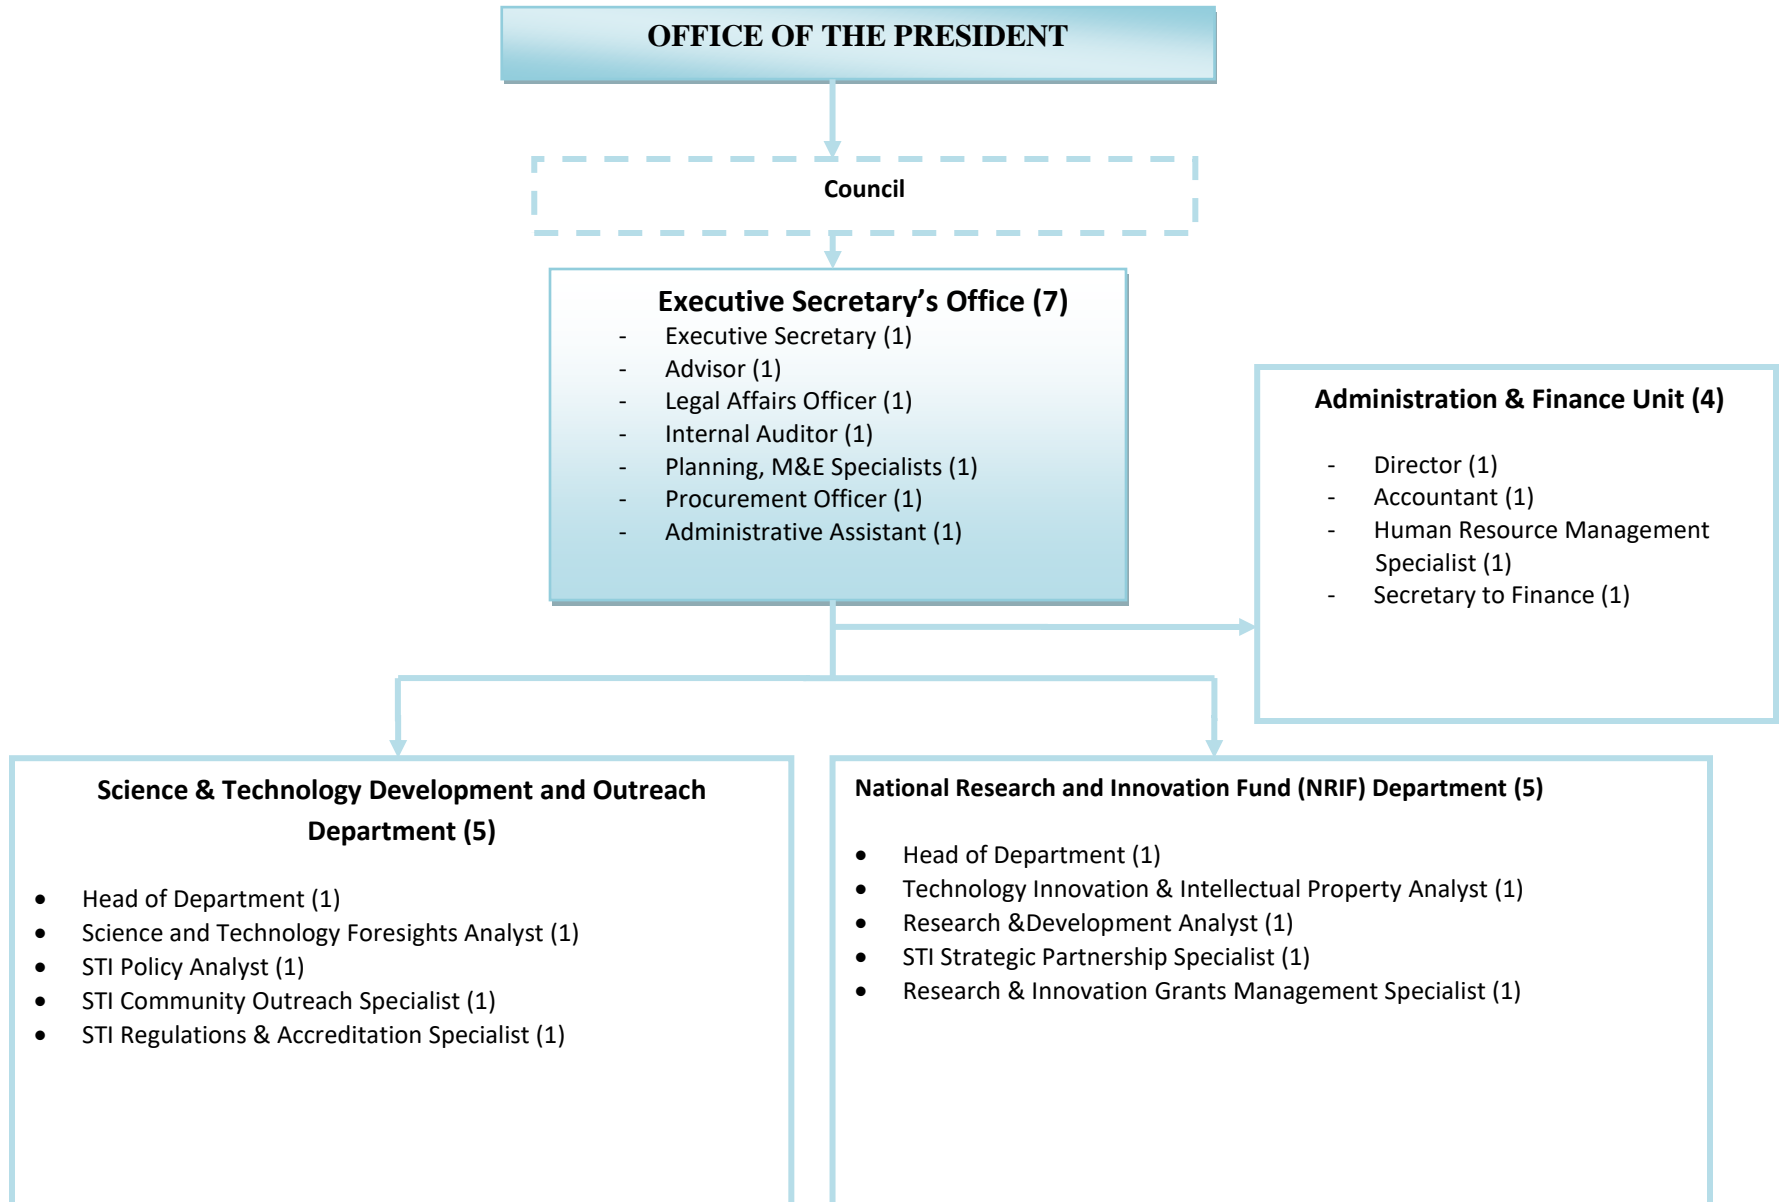 OFFICE OF THE PRESIDENT
Council
Executive Secretary’s Office (7)
- Executive Secretary (1)
- Advisor (1)
- Legal Affairs Officer (1)
- Internal Auditor (1)
- Planning, M&E Specialists (1)
- Procurement Officer (1)
- Administrative Assistant (1)
Administration & Finance Unit (4)
- Director (1)
- Accountant (1)
- Human Resource Management
Specialist (1)
- Secretary to Finance (1)
Science & Technology Development and Outreach
Department (5)
• Head of Department (1)
• Science and Technology Foresights Analyst (1)
• STI Policy Analyst (1)
• STI Community Outreach Specialist (1)
• STI Regulations & Accreditation Specialist (1)
National Research and Innovation Fund (NRIF) Department (5)
• Head of Department (1)
• Technology Innovation & Intellectual Property Analyst (1)
• Research &Development Analyst (1)
• STI Strategic Partnership Specialist (1)
• Research & Innovation Grants Management Specialist (1)